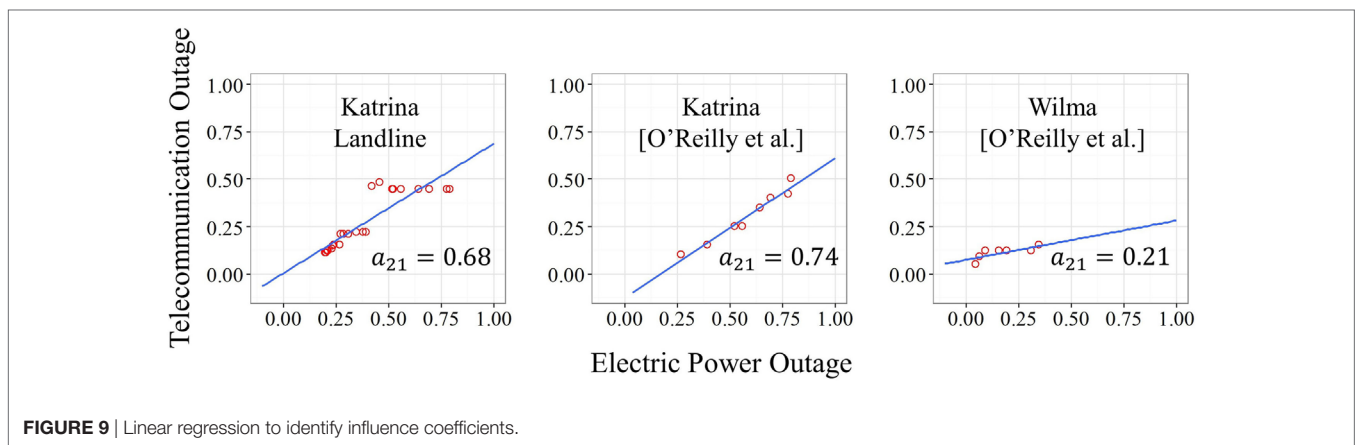 Telecommunication Outage
1.00
0.75
0.50
0.25
0.00
Katrina
Landline
a₂₁ = 0.68
0.00 0.25 0.50 0.75 1.00
1.00
0.75
0.50
0.25
0.00
Katrina
[O'Reilly et al.]
a₂₁ = 0.74
0.00 0.25 0.50 0.75 1.00
1.00
0.75
0.50
0.25
0.00
Wilma
[O'Reilly et al.]
a₂₁ = 0.21
0.00 0.25 0.50 0.75 1.00
Electric Power Outage
FIGURE 9 | Linear regression to identify influence coefficients.